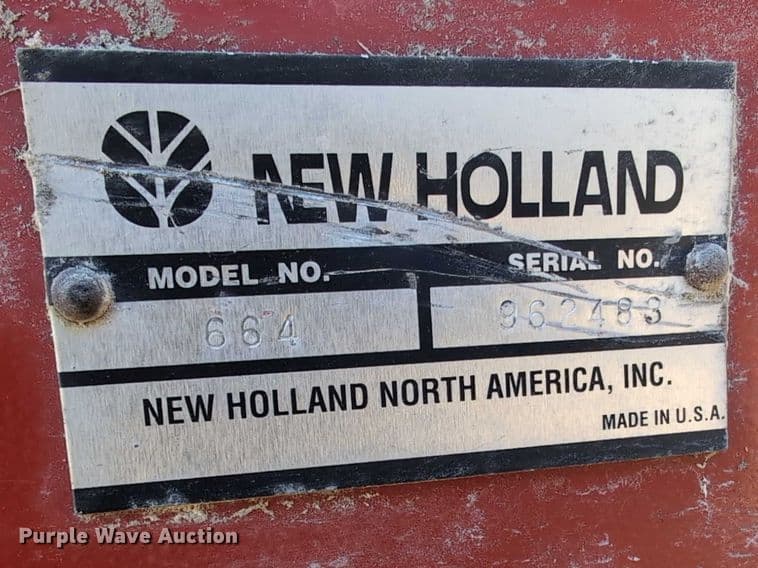 NEW HOLLAND
MODEL NO. SERIAL NO.
664 962483
NEW HOLLAND NORTH AMERICA, INC.
MADE IN U.S.A.
Purple Wave Auction